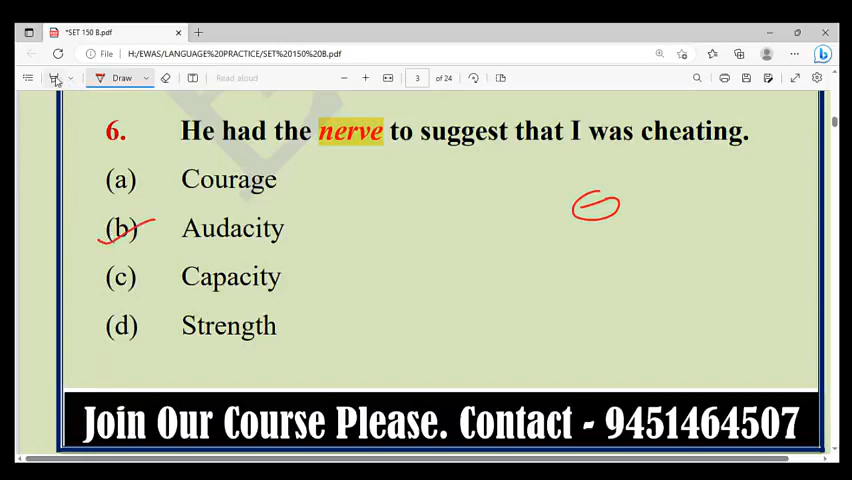 *SET 150 B.pdf
File H:/EWAS/LANGUAGE%20PRACTICE/SET%20150%20B.pdf
Draw Read aloud 3 of 24
6. He had the nerve to suggest that I was cheating.
(a) Courage
(b) Audacity
(c) Capacity
(d) Strength
Join Our Course Please. Contact - 9451464507